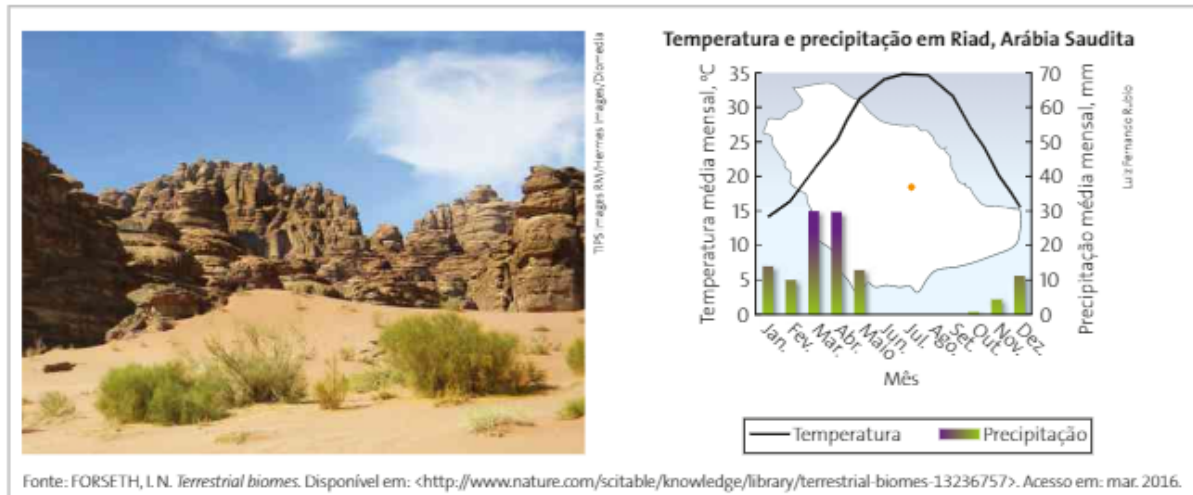 TIPS Images RM/Hermes Images/Diomedia
Temperatura e precipitação em Riad, Arábia Saudita
Temperatura média mensal, ºC
35
30
25
20
15
10
5
0
70
60
50
40
30
20
10
0
Precipitação média mensal, mm
Luiz Fernando Rubio
Jan.
Fev.
Mar.
Abr.
Maio
Jun.
Jul.
Ago.
Set.
Out.
Nov.
Dez.
Mês
Temperatura
Precipitação
Fonte: FORSETH, I. N. Terrestrial biomes. Disponível em: <http://www.nature.com/scitable/knowledge/library/terrestrial-biomes-13236757>. Acesso em: mar. 2016.